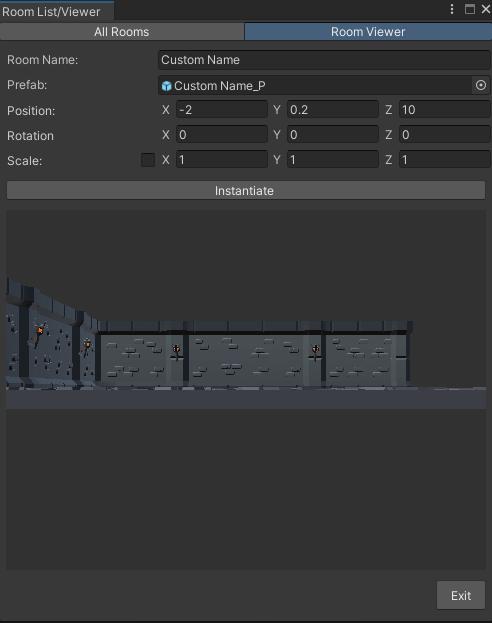 Room List/Viewer
All Rooms Room Viewer
Room Name: Custom Name
Prefab: Custom Name_P
Position: X -2 Y 0.2 Z 10
Rotation X 0 Y 0 Z 0
Scale: X 1 Y 1 Z 1
Instantiate
Exit